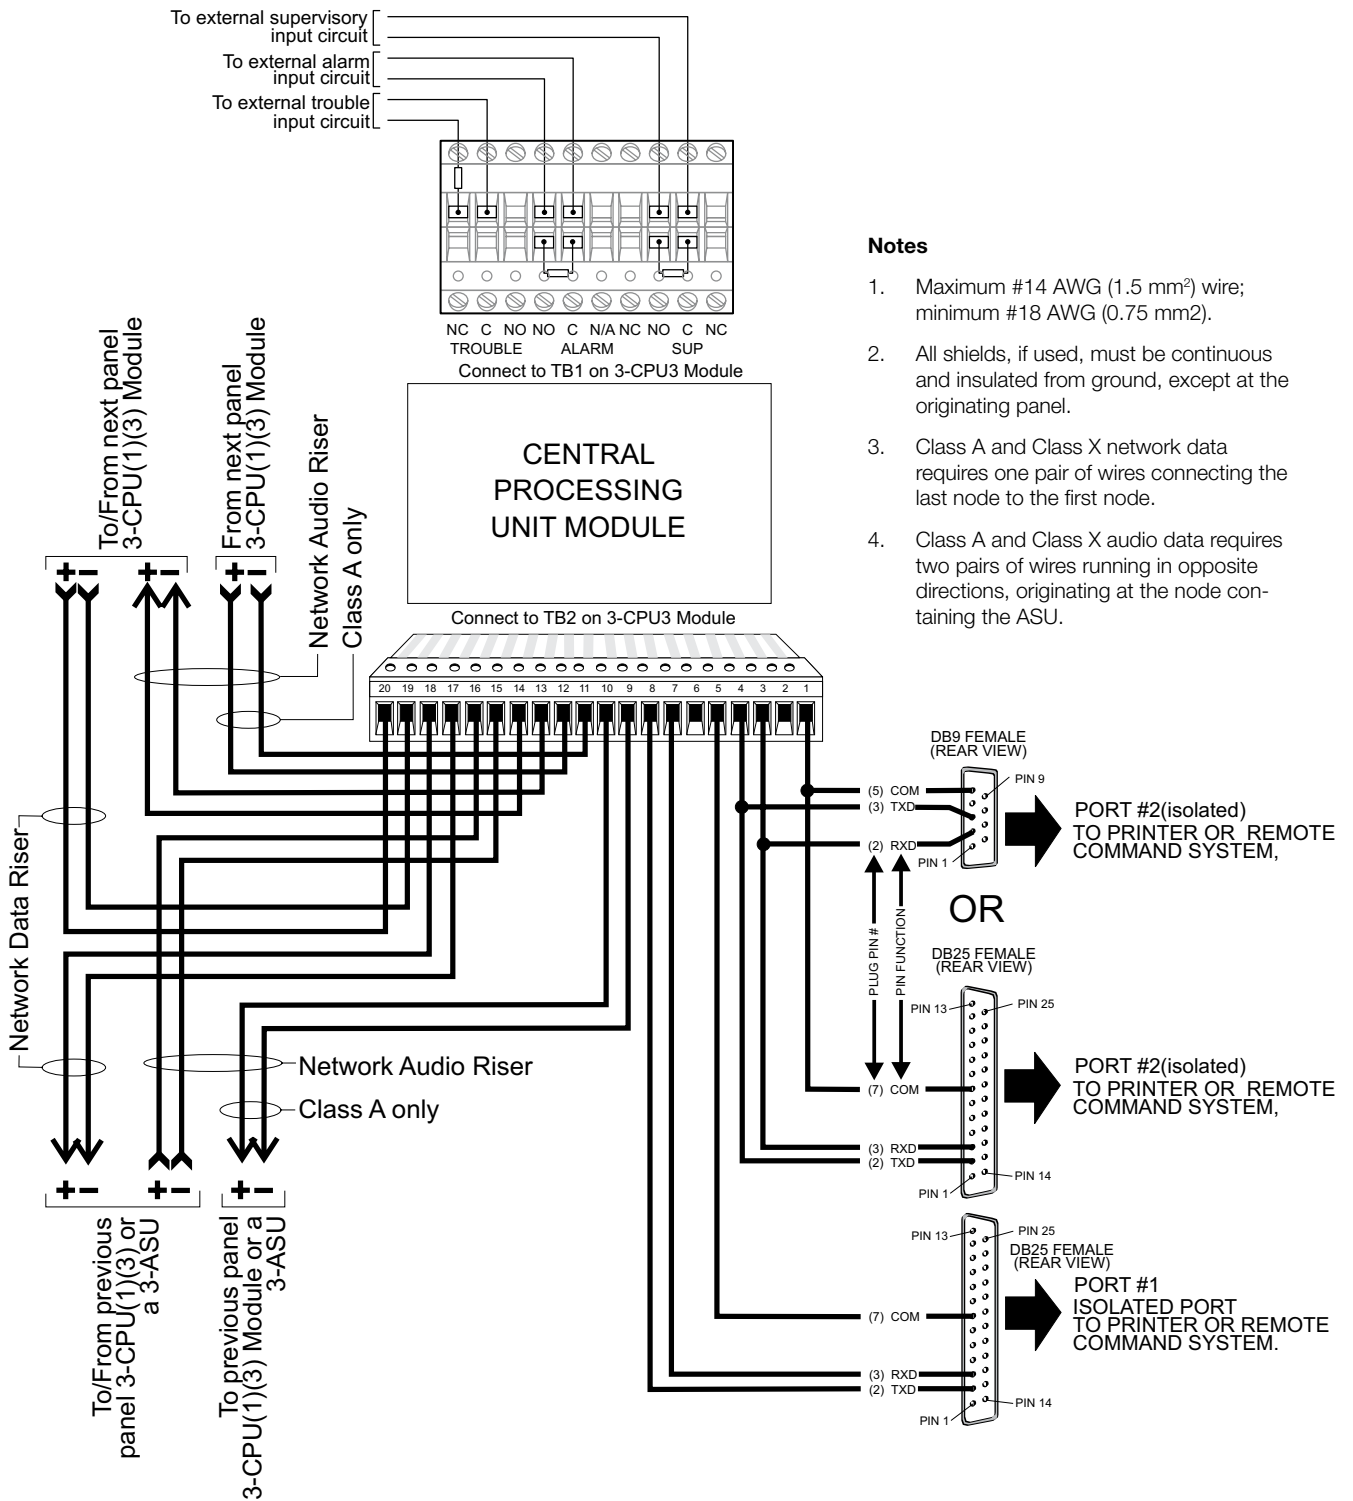 To external supervisory
input circuit
To external alarm
input circuit
To external trouble
input circuit
NC C NO NO C N/A NC NO C NC
TROUBLE ALARM SUP
Connect to TB1 on 3-CPU3 Module
CENTRAL
PROCESSING
UNIT MODULE
Connect to TB2 on 3-CPU3 Module
20 19 18 17 16 15 14 13 12 11 10 9 8 7 6 5 4 3 2 1
Notes
1. Maximum #14 AWG (1.5 mm²) wire;
minimum #18 AWG (0.75 mm2).
2. All shields, if used, must be continuous
and insulated from ground, except at the
originating panel.
3. Class A and Class X network data
requires one pair of wires connecting the
last node to the first node.
4. Class A and Class X audio data requires
two pairs of wires running in opposite
directions, originating at the node con-
taining the ASU.
To/From next panel
3-CPU(1)(3) Module
From next panel
3-CPU(1)(3) Module
Network Audio Riser
Class A only
+ − + − + −
Network Data Riser
Network Audio Riser
Class A only
+ − + − + −
To/From previous
panel 3-CPU(1)(3) or
a 3-ASU
To previous panel
3-CPU(1)(3) Module or a
3-ASU
DB9 FEMALE
(REAR VIEW)
PIN 9
(5) COM
(3) TXD
(2) RXD
PIN 1
PORT #2(isolated)
TO PRINTER OR REMOTE
COMMAND SYSTEM,
PLUG PIN #
PIN FUNCTION
OR
DB25 FEMALE
(REAR VIEW)
PIN 13
PIN 25
(7) COM
(3) RXD
(2) TXD
PIN 1
PIN 14
PORT #2(isolated)
TO PRINTER OR REMOTE
COMMAND SYSTEM,
PIN 13
PIN 25
DB25 FEMALE
(REAR VIEW)
(7) COM
(3) RXD
(2) TXD
PIN 1
PIN 14
PORT #1
ISOLATED PORT
TO PRINTER OR REMOTE
COMMAND SYSTEM.